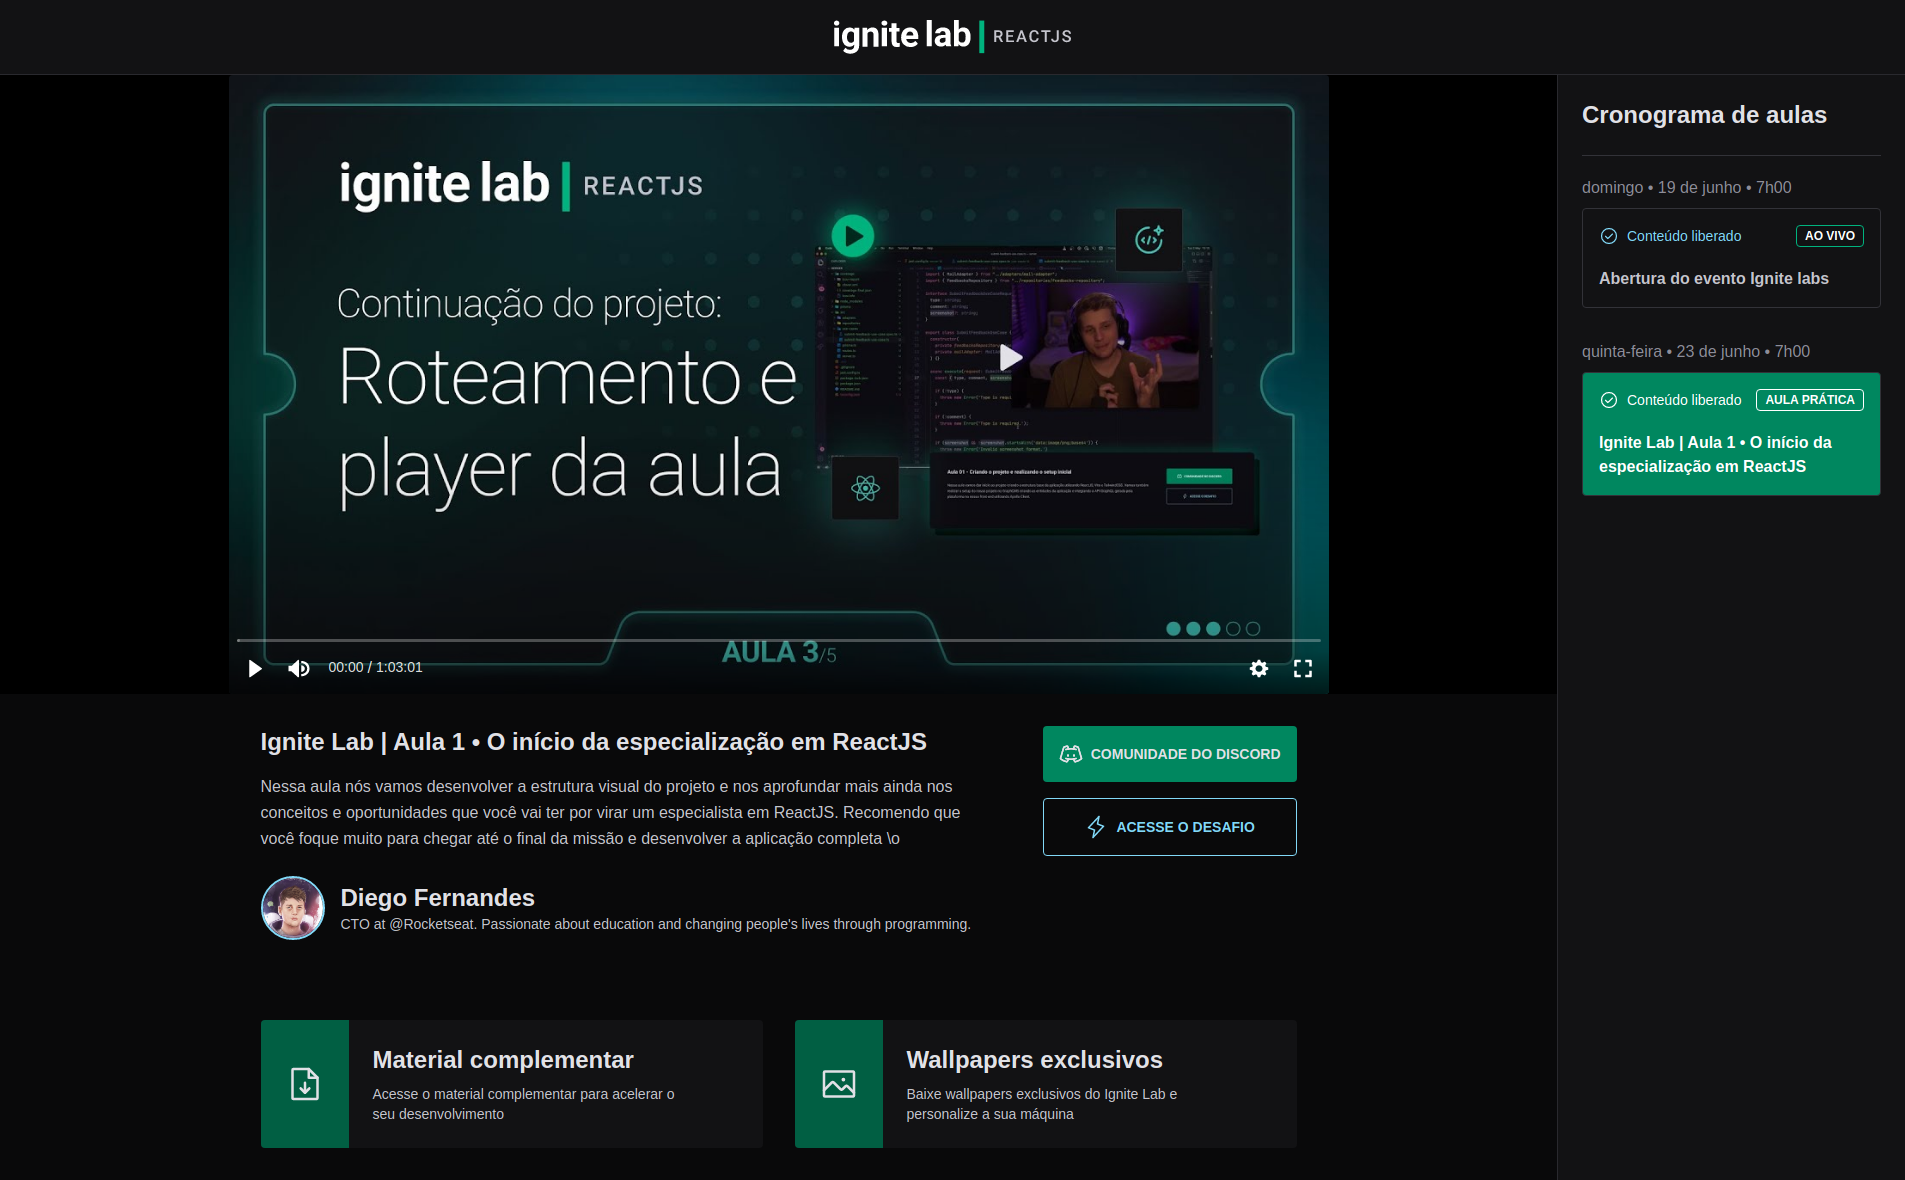 ignite lab | REACTJS
ignite lab | REACTJS
Continuação do projeto:
Roteamento e
player da aula
Aula 01 - Criando o projeto e realizando o setup inicial
AULA 3/5
00:00 / 1:03:01
Ignite Lab | Aula 1 • O início da especialização em ReactJS
Nessa aula nós vamos desenvolver a estrutura visual do projeto e nos aprofundar mais ainda nos
conceitos e oportunidades que você vai ter por virar um especialista em ReactJS. Recomendo que
você foque muito para chegar até o final da missão e desenvolver a aplicação completa \o
COMUNIDADE DO DISCORD
ACESSE O DESAFIO
Diego Fernandes
CTO at @Rocketseat. Passionate about education and changing people's lives through programming.
Material complementar
Acesse o material complementar para acelerar o
seu desenvolvimento
Wallpapers exclusivos
Baixe wallpapers exclusivos do Ignite Lab e
personalize a sua máquina
Cronograma de aulas
domingo • 19 de junho • 7h00
Conteúdo liberado
AO VIVO
Abertura do evento Ignite labs
quinta-feira • 23 de junho • 7h00
Conteúdo liberado
AULA PRÁTICA
Ignite Lab | Aula 1 • O início da
especialização em ReactJS